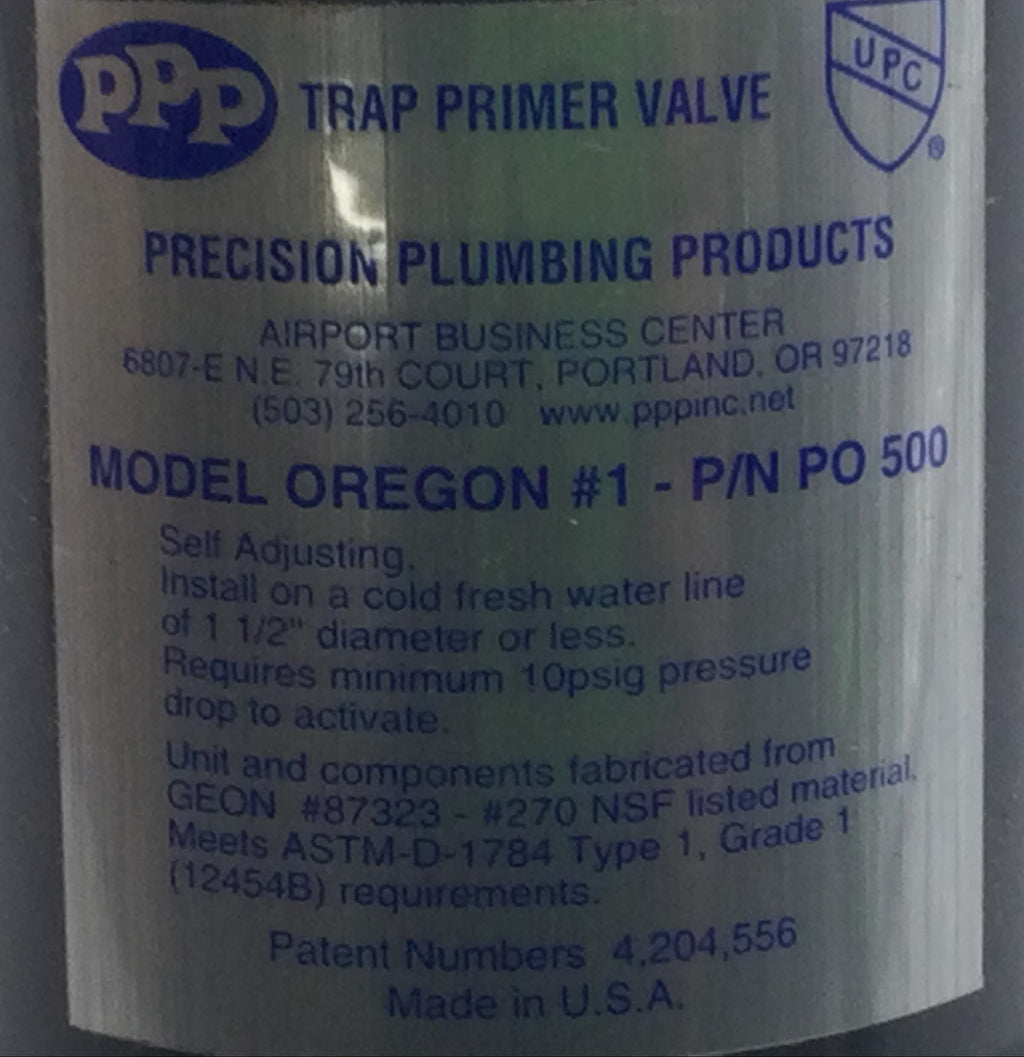 PPP TRAP PRIMER VALVE UPC ®
PRECISION PLUMBING PRODUCTS
AIRPORT BUSINESS CENTER
6807-E N.E. 79th COURT, PORTLAND, OR 97218
(503) 256-4010 www.pppinc.net
MODEL OREGON #1 - P/N PO 500
Self Adjusting.
Install on a cold fresh water line
of 1 1/2" diameter or less.
Requires minimum 10psig pressure
drop to activate.
Unit and components fabricated from
GEON #87323 - #270 NSF listed material.
Meets ASTM-D-1784 Type 1, Grade 1
(12454B) requirements.
Patent Numbers 4,204,556
Made in U.S.A.